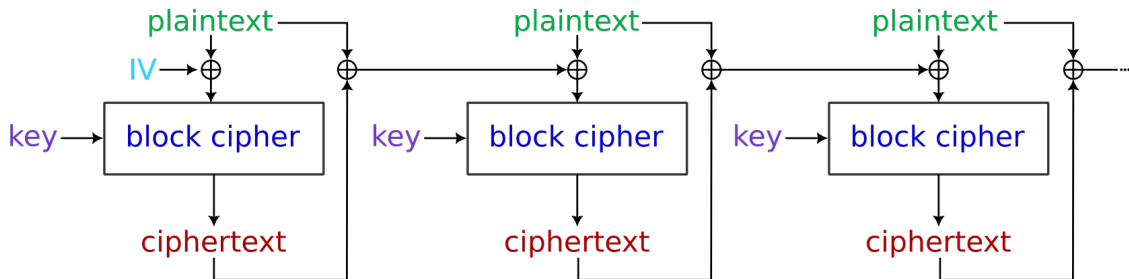 plaintext plaintext plaintext
IV ...
key block cipher key block cipher key block cipher
ciphertext ciphertext ciphertext